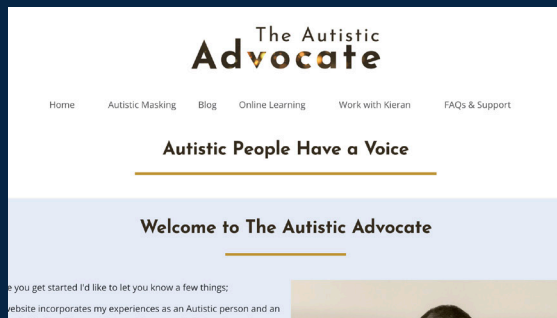 The Autistic
Advocate
Home Autistic Masking Blog Online Learning Work with Kieran FAQs & Support
Autistic People Have a Voice
Welcome to The Autistic Advocate
you get started I'd like to let you know a few things;
website incorporates my experiences as an Autistic person and an